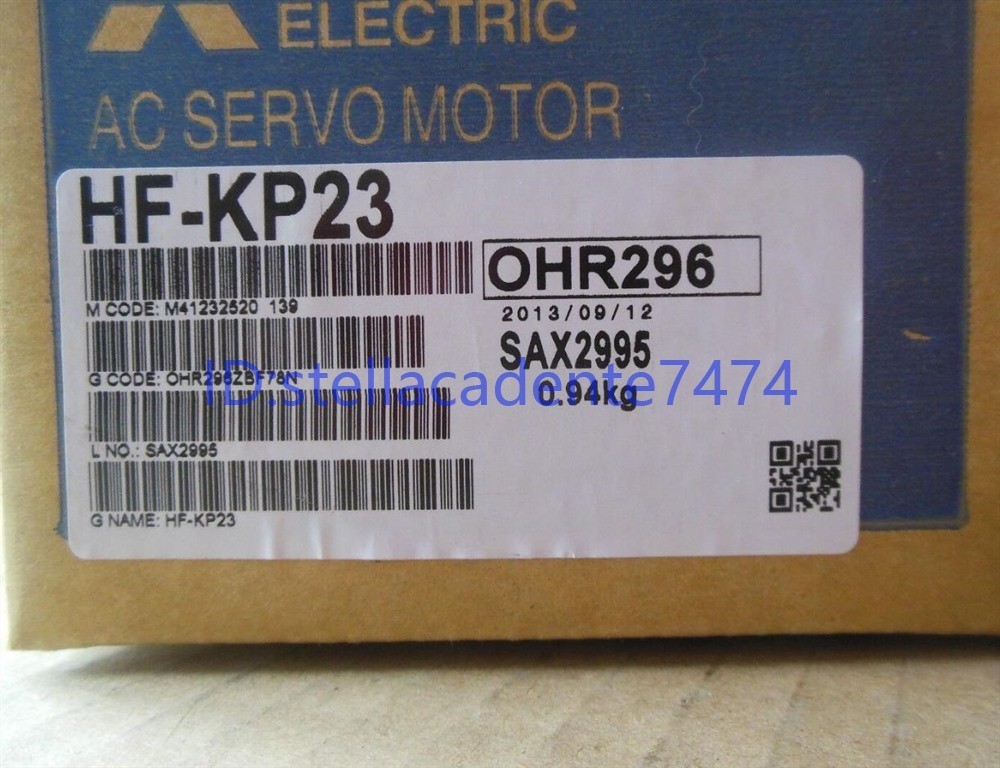 ELECTRIC
AC SERVO MOTOR
HF-KP23
OHR296
M CODE: M41232520 139
2013/09/12
SAX2995
G CODE: OHR296ZBF78N
iD.stellacadente7474
0.94kg
L NO.: SAX2995
G NAME: HF-KP23